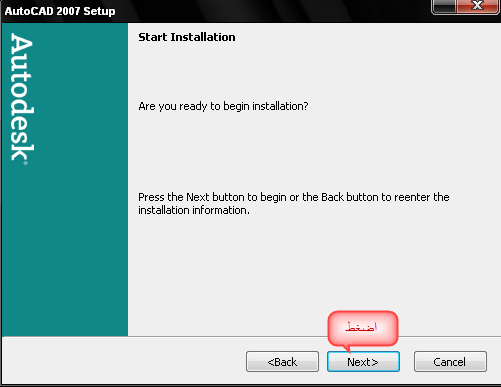 AutoCAD 2007 Setup
Autodesk
Start Installation
Are you ready to begin installation?
Press the Next button to begin or the Back button to reenter the
installation information.
اضغط
<Back
Next>
Cancel